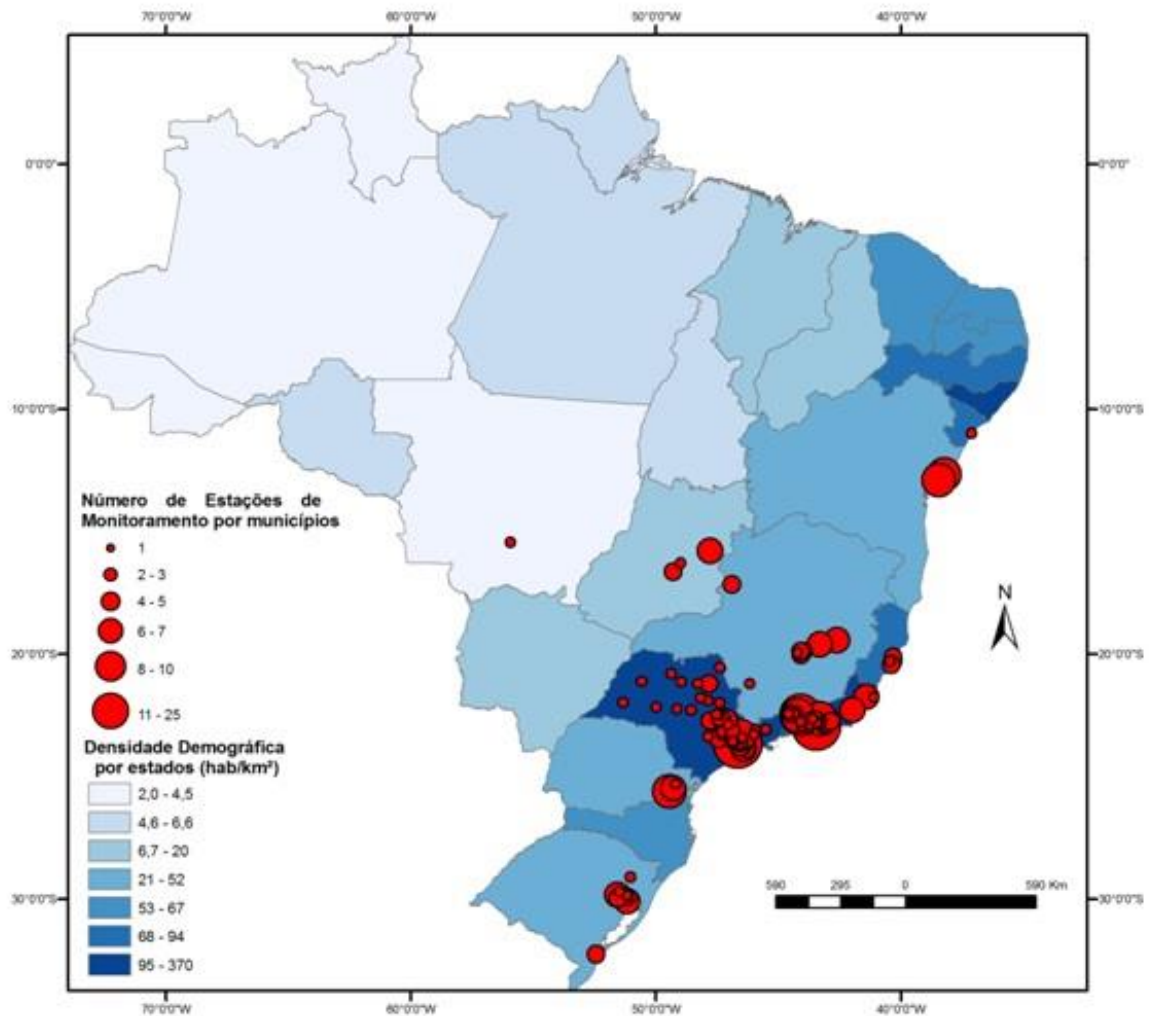 70°0'0"W 60°0'0"W 50°0'0"W 40°0'0"W
0°0'0" 0°0'0"
10°0'0"S 10°0'0"S
Número de Estações de
Monitoramento por municípios
1
2 - 3
4 - 5
6 - 7
8 - 10
11 - 25
N
20°0'0"S 20°0'0"S
Densidade Demográfica
por estados (hab/km²)
2,0 - 4,5
4,6 - 6,6
6,7 - 20
21 - 52
53 - 67
68 - 94
95 - 370
590 295 0 590 Km
30°0'0"S 30°0'0"S
70°0'0"W 60°0'0"W 50°0'0"W 40°0'0"W